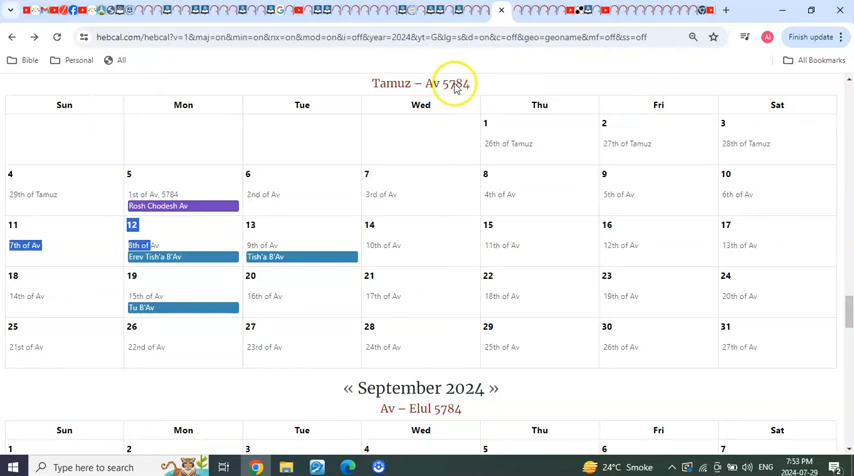 hebcal.com/hebcal?v=1&maj=on&min=on&nx=on&mod=on&i=off&year=2024&yt=G&lg=s&d=on&c=off&geo=geoname&mf=off&ss=off
Finish update
AI
Bible
Personal
All
All Bookmarks
Tamuz – Av 5784
Sun Mon Tue Wed Thu Fri Sat
1 2 3
26th of Tamuz 27th of Tamuz 28th of Tamuz
4 5 6 7 8 9 10
29th of Tamuz 1st of Av, 5784 2nd of Av 3rd of Av 4th of Av 5th of Av 6th of Av
Rosh Chodesh Av
11 12 13 14 15 16 17
7th of Av 8th of Av 9th of Av 10th of Av 11th of Av 12th of Av 13th of Av
Erev Tish'a B'Av Tish'a B'Av
18 19 20 21 22 23 24
14th of Av 15th of Av 16th of Av 17th of Av 18th of Av 19th of Av 20th of Av
Tu B'Av
25 26 27 28 29 30 31
21st of Av 22nd of Av 23rd of Av 24th of Av 25th of Av 26th of Av 27th of Av
« September 2024 »
Av – Elul 5784
Sun Mon Tue Wed Thu Fri Sat
1 2 3 4 5 6 7
Type here to search
24°C Smoke
ENG
7:53 PM
2024-07-29